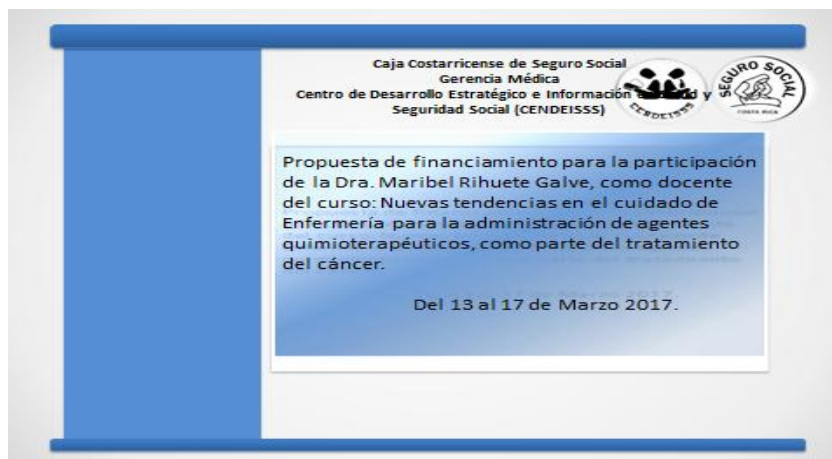 Caja Costarricense de Seguro Social
Gerencia Médica
Centro de Desarrollo Estratégico e Información y
Seguridad Social (CENDEISSS)
CENDEISSS
SEGURO SOCIAL
COSTA RICA
Propuesta de financiamiento para la participación
de la Dra. Maribel Rihuete Galve, como docente
del curso: Nuevas tendencias en el cuidado de
Enfermería para la administración de agentes
quimioterapéuticos, como parte del tratamiento
del cáncer.
Del 13 al 17 de Marzo 2017.